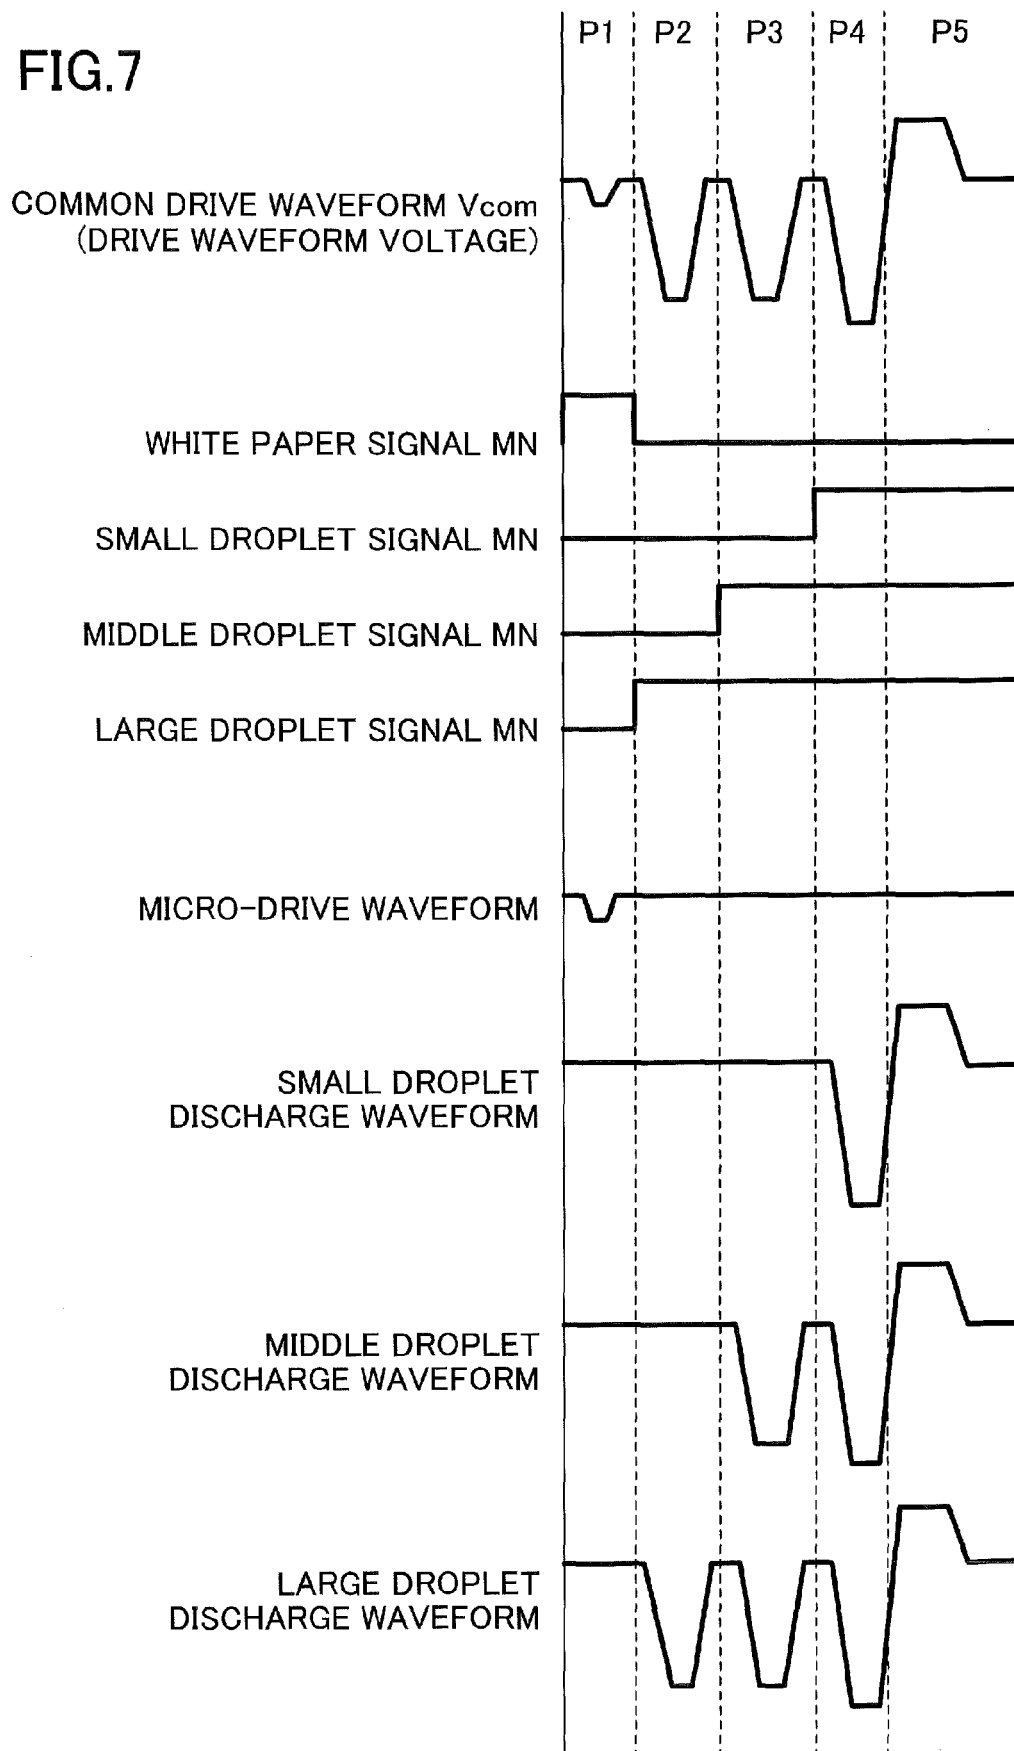 FIG.7
P1 P2 P3 P4 P5
COMMON DRIVE WAVEFORM Vcom
(DRIVE WAVEFORM VOLTAGE)
WHITE PAPER SIGNAL MN
SMALL DROPLET SIGNAL MN
MIDDLE DROPLET SIGNAL MN
LARGE DROPLET SIGNAL MN
MICRO-DRIVE WAVEFORM
SMALL DROPLET
DISCHARGE WAVEFORM
MIDDLE DROPLET
DISCHARGE WAVEFORM
LARGE DROPLET
DISCHARGE WAVEFORM